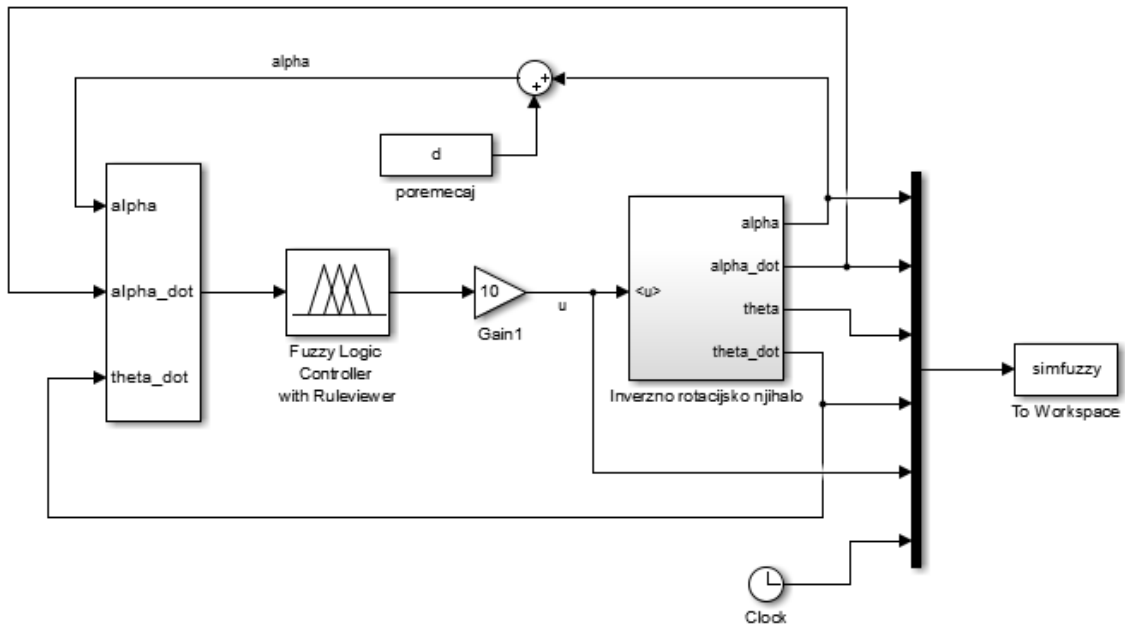 alpha
+
+
d
poremecaj
alpha
alpha_dot
theta_dot
Fuzzy Logic
Controller
with Ruleviewer
10
Gain1
u
<u>
alpha
alpha_dot
theta
theta_dot
Inverzno rotacijsko njihalo
simfuzzy
To Workspace
Clock